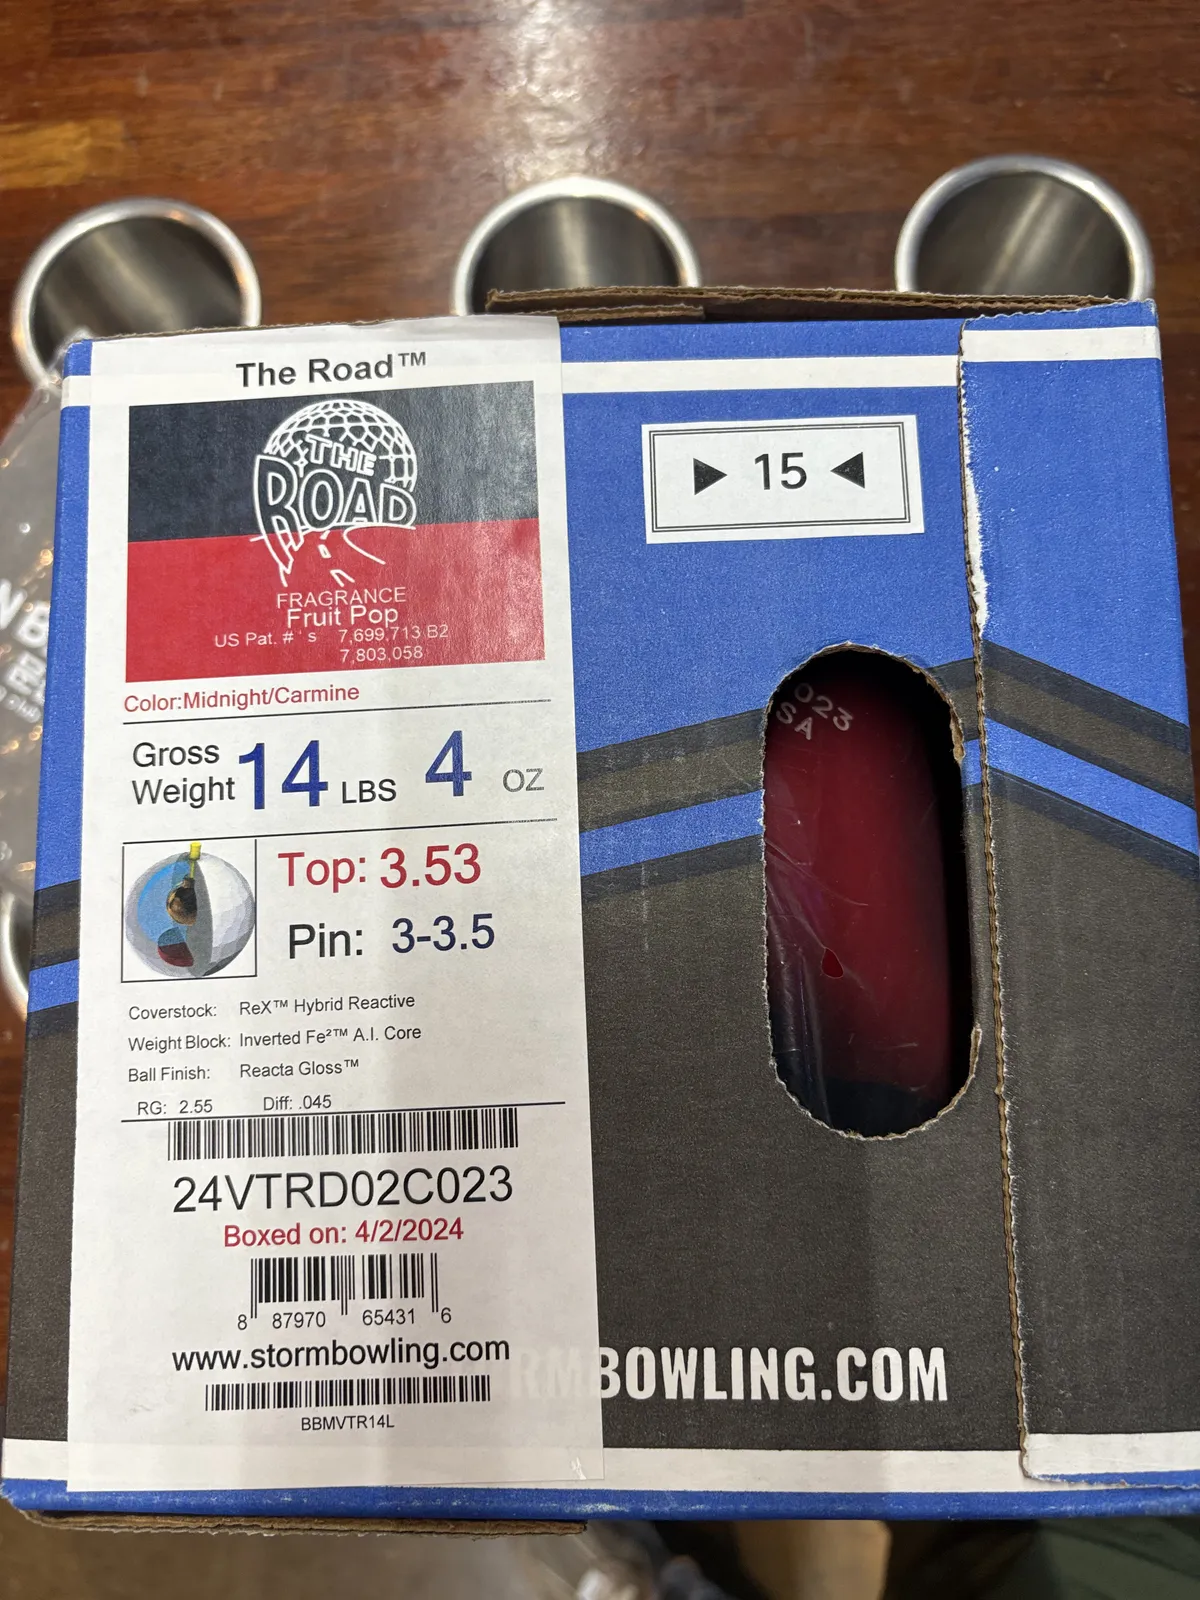 The Road™
THE
ROAD
FRAGRANCE
Fruit Pop
US Pat. #'s 7,699,713 B2
7,803,058
Color:Midnight/Carmine
Gross
Weight 14 LBS 4 OZ
Top: 3.53
Pin: 3-3.5
Coverstock: ReX™ Hybrid Reactive
Weight Block: Inverted Fe²™ A.I. Core
Ball Finish: Reacta Gloss™
RG: 2.55 Diff: .045
24VTRD02C023
Boxed on: 4/2/2024
8 87970 65431 6
www.stormbowling.com
BBMVTR14L
15
023
SA
RMBOWLING.COM